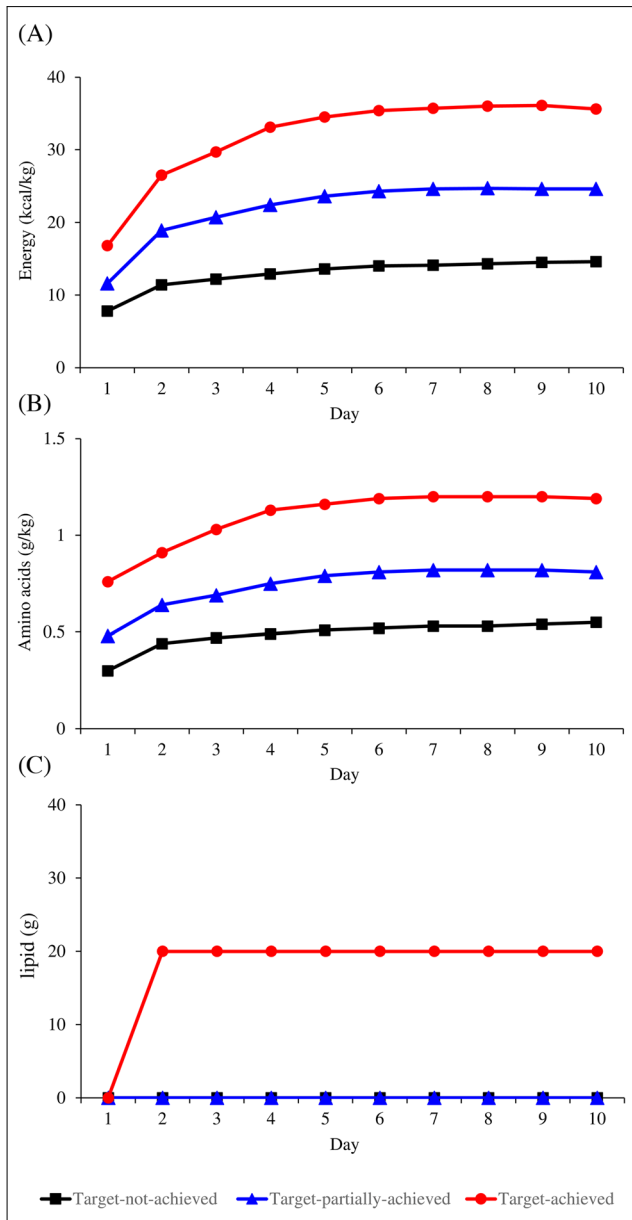 (A)
40
30
20
10
0
Energy (kcal/kg)
1 2 3 4 5 6 7 8 9 10
Day
(B)
1.5
1
0.5
0
Amino acids (g/kg)
1 2 3 4 5 6 7 8 9 10
Day
(C)
40
30
20
10
0
lipid (g)
1 2 3 4 5 6 7 8 9 10
Day
Target-not-achieved Target-partially-achieved Target-achieved